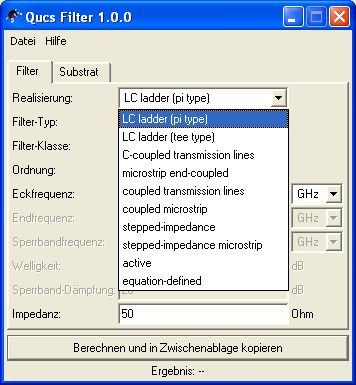 Qucs Filter 1.0.0
Datei Hilfe
Filter Substrat
Realisierung: LC ladder (pi type)
Filter-Typ: LC ladder (pi type)
LC ladder (tee type)
Filter-Klasse: C-coupled transmission lines
Ordnung: microstrip end-coupled
Eckfrequenz: coupled transmission lines GHz
coupled microstrip
Endfrequenz: stepped-impedance GHz
Sperrbandfrequenz: stepped-impedance microstrip GHz
Welligkeit: active dB
Sperrband-Dämpfung: equation-defined dB
Impedanz: 50 Ohm
Berechnen und in Zwischenablage kopieren
Ergebnis: --